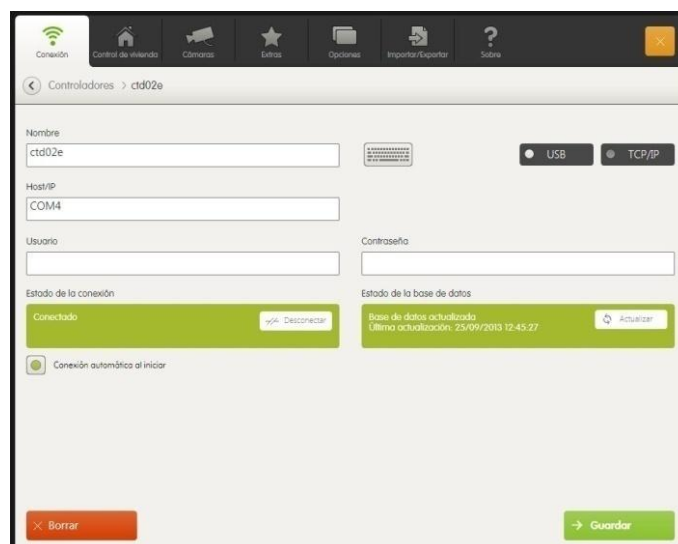 Conexión
Control de vivienda
Cámaras
Extras
Opciones
Importar/Exportar
Sobre
Controladores > ctd02e
Nombre
ctd02e
USB
TCP/IP
Host/IP
COM4
Usuario
Contraseña
Estado de la conexión
Estado de la base de datos
Conectado
Desconectar
Base de datos actualizada
Última actualización: 25/09/2013 12:45:27
Actualizar
Conexión automática al iniciar
Borrar
Guardar